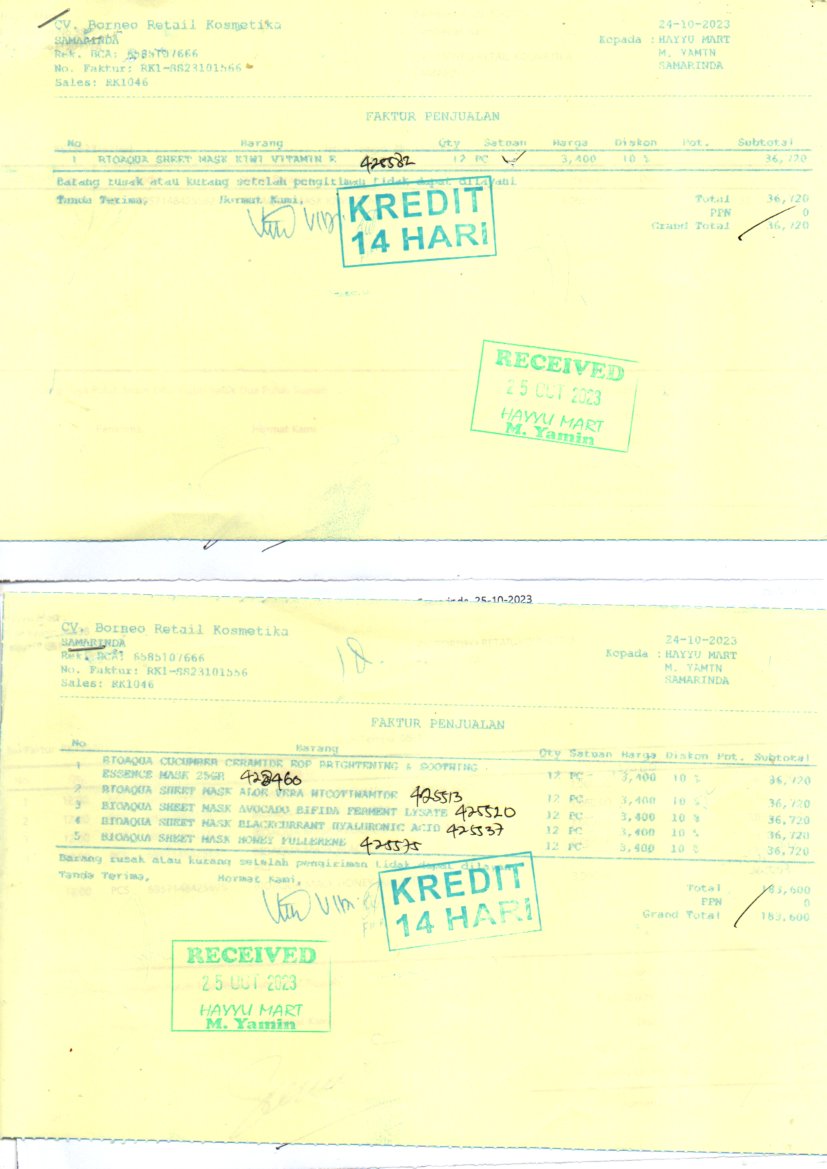 CV. Borneo Retail Kosmetika
SAMARINDA
Rek. BCA: 6585107666
No. Faktur: RK1-SS23101566
Sales: RK1046
24-10-2023
Kepada : HAYYU MART
M. YAMIN
SAMARINDA
FAKTUR PENJUALAN
No Barang Qty Satuan Harga Diskon Pot. Subtotal
1 BIOAQUA SHEET MASK KIWI VITAMIN E 425582 12 PC 3,400 10 % 36,720
Barang rusak atau kurang setelah pengiriman tidak dapat dilayani
Tanda Terima, Hormat Kami,
Total 36,720
PPN 0
Grand Total 36,720
KREDIT
14 HARI
RECEIVED
25 OCT 2023
HAYYU MART
M. Yamin
Hormat Kami
25-10-2023
CV. Borneo Retail Kosmetika
SAMARINDA
Rek. BCA: 6585107666
No. Faktur: RK1-SS23101556
Sales: RK1046
18.
24-10-2023
Kepada : HAYYU MART
M. YAMIN
SAMARINDA
FAKTUR PENJUALAN
No Barang Qty Satuan Harga Diskon Pot. Subtotal
1 BIOAQUA CUCUMBER CERAMIDE EOP BRIGHTENING & SOOTHING
ESSENCE MASK 25GR 428460 12 PC 3,400 10 % 36,720
2 BIOAQUA SHEET MASK ALOE VERA NICOTINAMIDE 425513 12 PC 3,400 10 % 36,720
3 BIOAQUA SHEET MASK AVOCADO BIFIDA FERMENT LYSATE 425520 12 PC 3,400 10 % 36,720
4 BIOAQUA SHEET MASK BLACKCURRANT HYALURONIC ACID 425537 12 PC 3,400 10 % 36,720
5 BIOAQUA SHEET MASK HONEY FULLERENE 425575 12 PC 3,400 10 % 36,720
Barang rusak atau kurang setelah pengiriman tidak dapat
Tanda Terima, Hormat Kami,
Total 183,600
PPN 0
Grand Total 183,600
KREDIT
14 HARI
RECEIVED
25 OCT 2023
HAYYU MART
M. Yamin